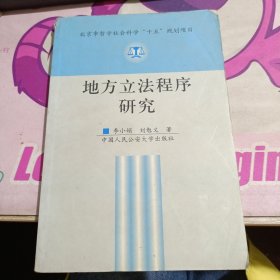 北京市哲学社会科学“十五”规划项目
地方立法程序
研究
李小娟 刘勉义 著
中国人民公安大学出版社